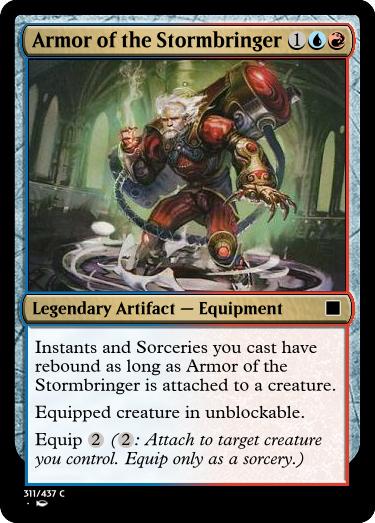 Armor of the Stormbringer 1
Legendary Artifact — Equipment
Instants and Sorceries you cast have
rebound as long as Armor of the
Stormbringer is attached to a creature.
Equipped creature in unblockable.
Equip 2 (2: Attach to target creature
you control. Equip only as a sorcery.)
311/437 C